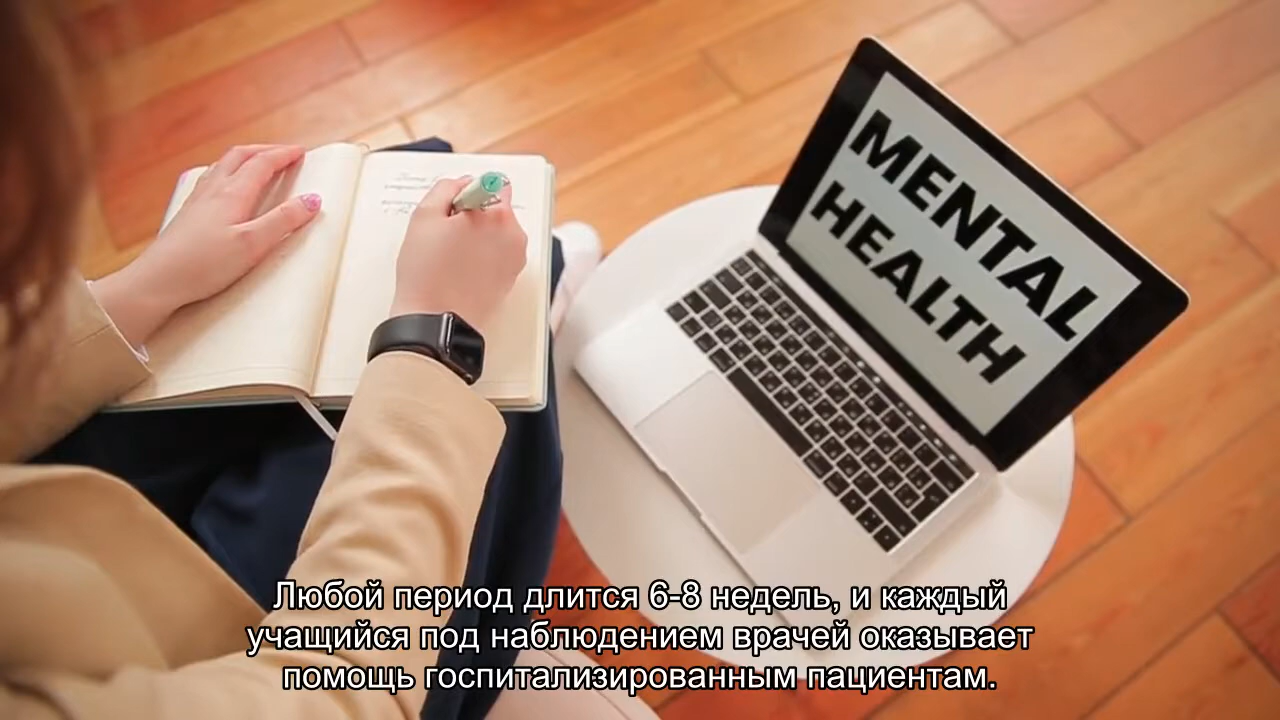 MENTAL
HEALTH
Любой период длится 6-8 недель, и каждый
учащийся под наблюдением врачей оказывает
помощь госпитализированным пациентам.